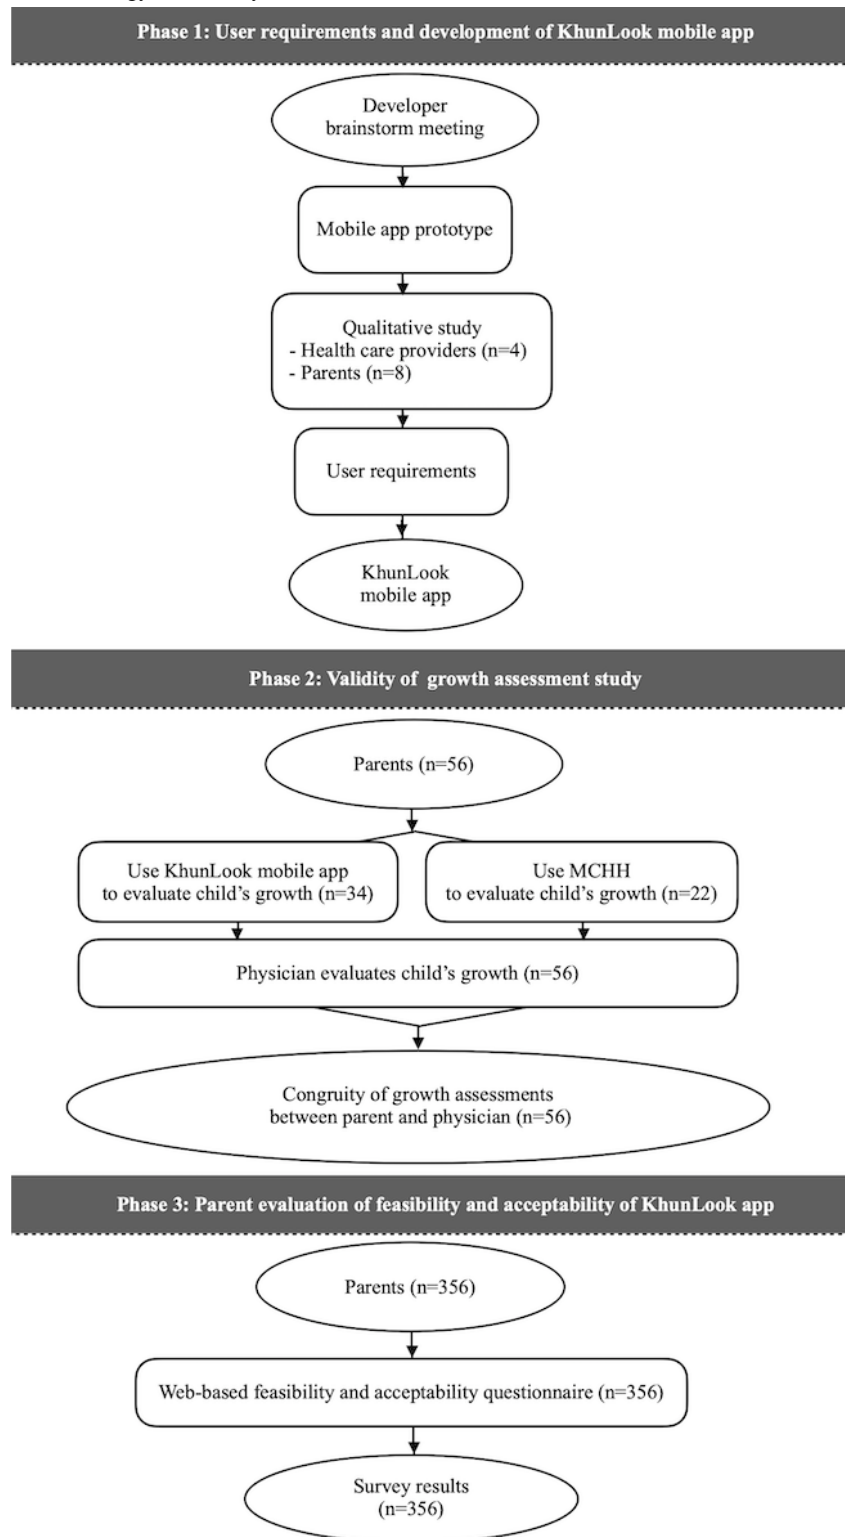 Phase 1: User requirements and development of KhunLook mobile app
Developer
brainstorm meeting
Mobile app prototype
Qualitative study
- Health care providers (n=4)
- Parents (n=8)
User requirements
KhunLook
mobile app
Phase 2: Validity of growth assessment study
Parents (n=56)
Use KhunLook mobile app
to evaluate child's growth (n=34)
Use MCHH
to evaluate child's growth (n=22)
Physician evaluates child's growth (n=56)
Congruity of growth assessments
between parent and physician (n=56)
Phase 3: Parent evaluation of feasibility and acceptability of KhunLook app
Parents (n=356)
Web-based feasibility and acceptability questionnaire (n=356)
Survey results
(n=356)